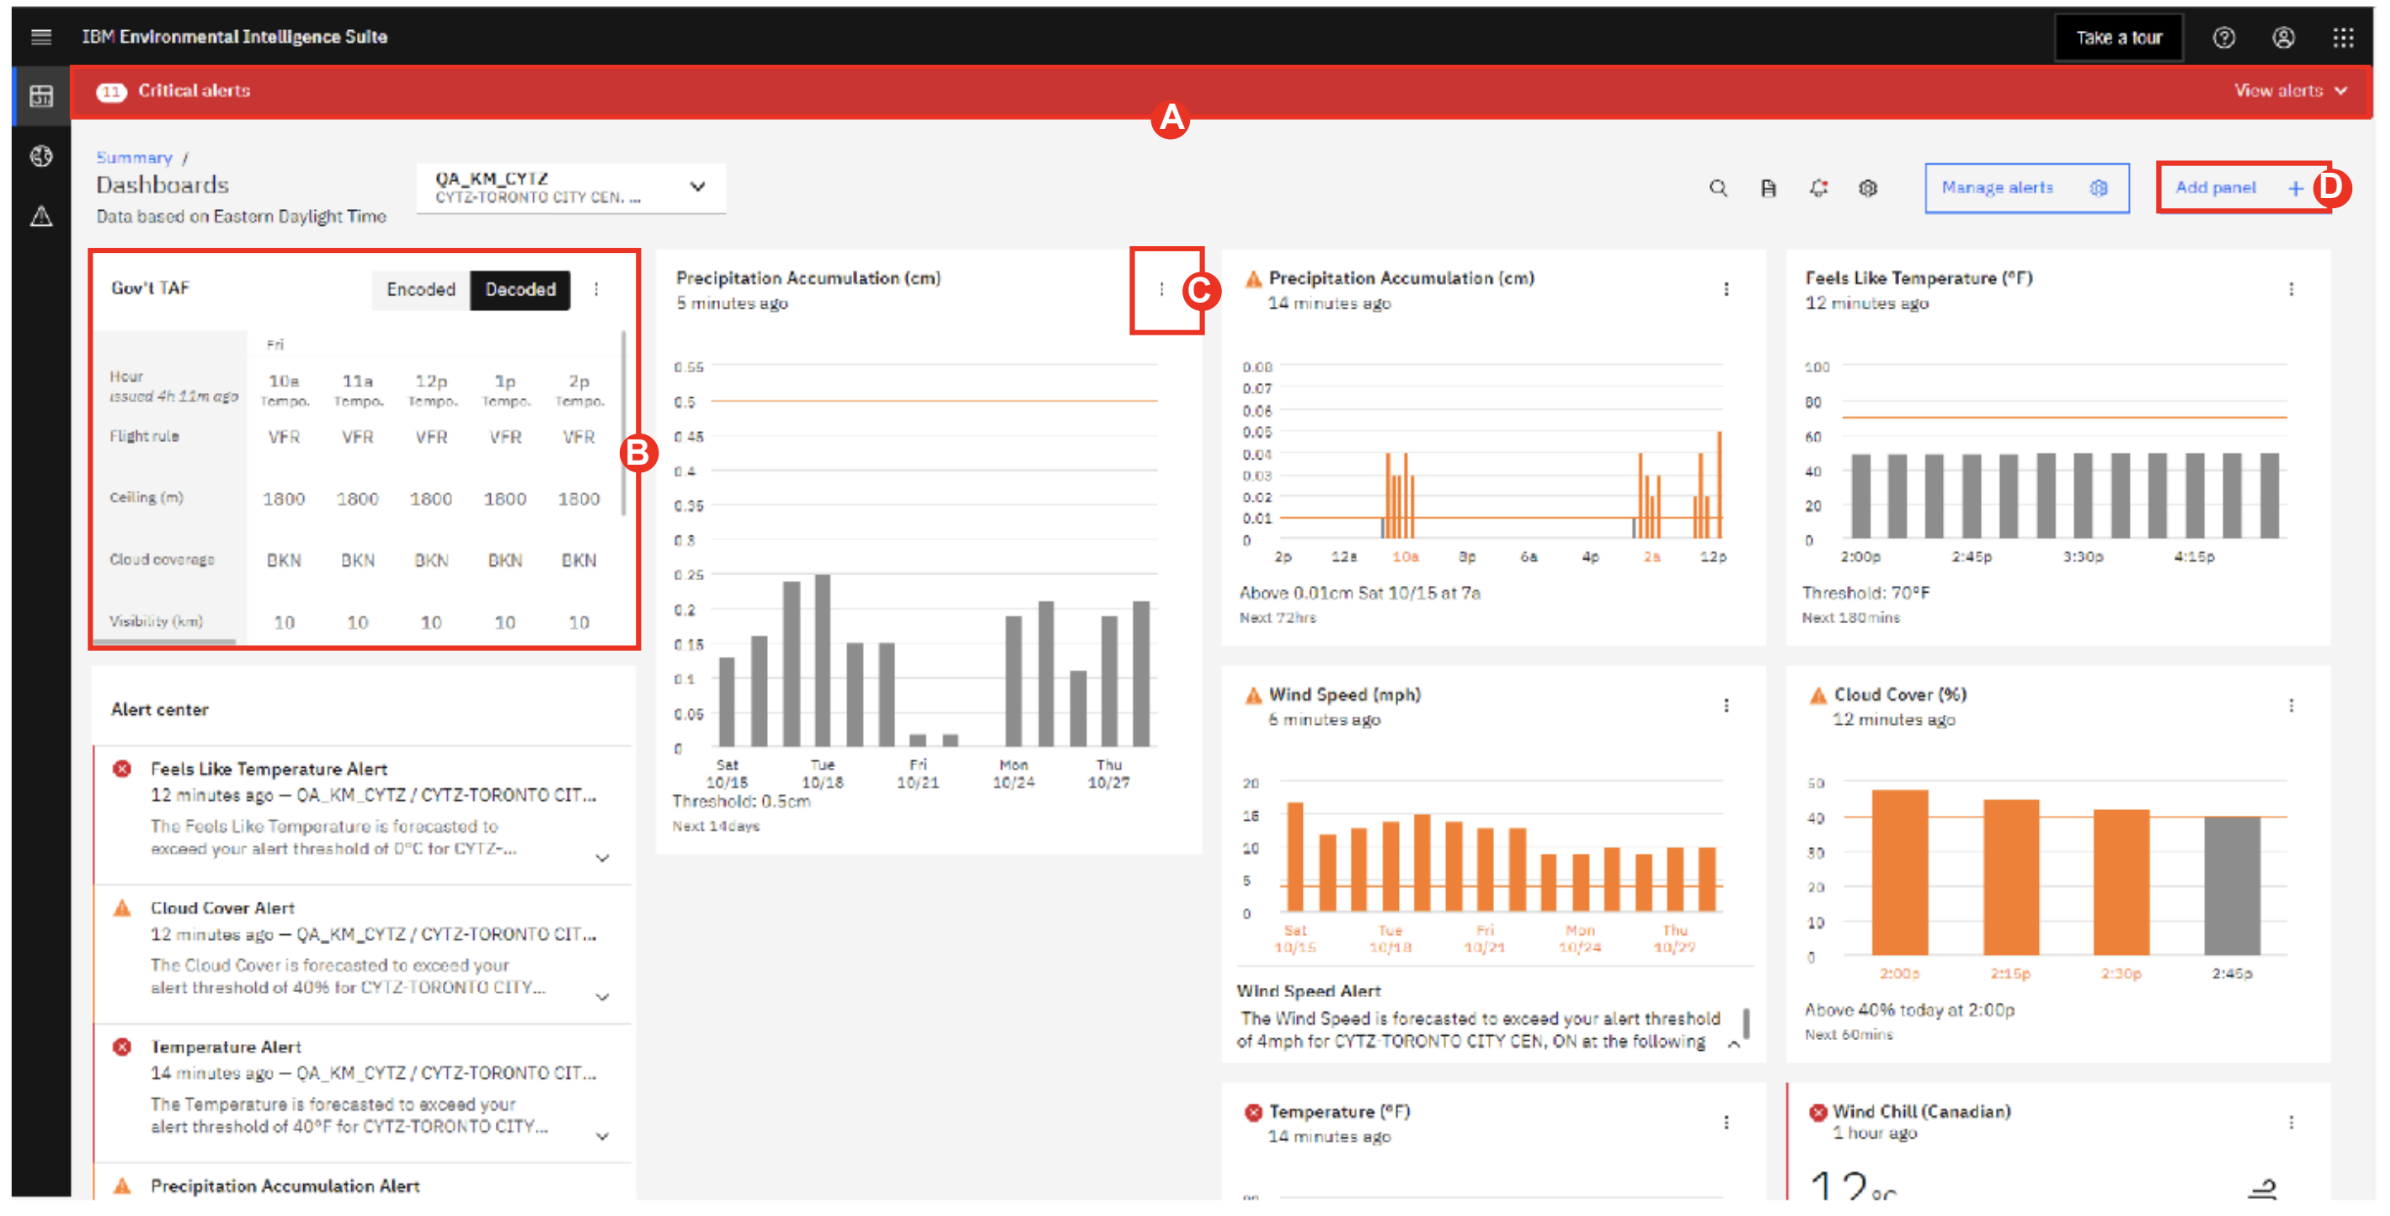 IBM Environmental Intelligence Suite
Take a tour
11 Critical alerts
View alerts
A
Summary /
Dashboards
Data based on Eastern Daylight Time
QA_KM_CYTZ
CYTZ-TORONTO CITY CEN, ...
Manage alerts
Add panel +
D
Gov't TAF
Encoded
Decoded
Fri
Hour
issued 4h 11m ago
10a 11a 12p 1p 2p
Tempo. Tempo. Tempo. Tempo. Tempo.
Flight rule VFR VFR VFR VFR VFR
Ceiling (m) 1800 1800 1800 1800 1800
Cloud coverage BKN BKN BKN BKN BKN
Visibility (km) 10 10 10 10 10
B
Alert center
Feels Like Temperature Alert
12 minutes ago — QA_KM_CYTZ / CYTZ-TORONTO CIT...
The Feels Like Temperature is forecasted to
exceed your alert threshold of 0°C for CYTZ-...
Cloud Cover Alert
12 minutes ago — QA_KM_CYTZ / CYTZ-TORONTO CIT...
The Cloud Cover is forecasted to exceed your
alert threshold of 40% for CYTZ-TORONTO CITY...
Temperature Alert
14 minutes ago — QA_KM_CYTZ / CYTZ-TORONTO CIT...
The Temperature is forecasted to exceed your
alert threshold of 40°F for CYTZ-TORONTO CITY...
Precipitation Accumulation Alert
Precipitation Accumulation (cm)
5 minutes ago
C
0.55
0.5
0.45
0.4
0.35
0.3
0.25
0.2
0.15
0.1
0.05
0
Sat Tue Fri Mon Thu
10/15 10/18 10/21 10/24 10/27
Threshold: 0.5cm
Next 14days
Precipitation Accumulation (cm)
14 minutes ago
0.08
0.07
0.06
0.05
0.04
0.03
0.02
0.01
0
2p 12a 10a 8p 6a 4p 2a 12p
Above 0.01cm Sat 10/15 at 7a
Next 72hrs
Feels Like Temperature (°F)
12 minutes ago
100
80
60
40
20
0
2:00p 2:45p 3:30p 4:15p
Threshold: 70°F
Next 180mins
Wind Speed (mph)
6 minutes ago
20
15
10
5
0
Sat Tue Fri Mon Thu
10/15 10/18 10/21 10/24 10/27
Wind Speed Alert
The Wind Speed is forecasted to exceed your alert threshold
of 4mph for CYTZ-TORONTO CITY CEN, ON at the following
Cloud Cover (%)
12 minutes ago
50
40
30
20
10
0
2:00p 2:15p 2:30p 2:45p
Above 40% today at 2:00p
Next 60mins
Temperature (°F)
14 minutes ago
Wind Chill (Canadian)
1 hour ago
12°C